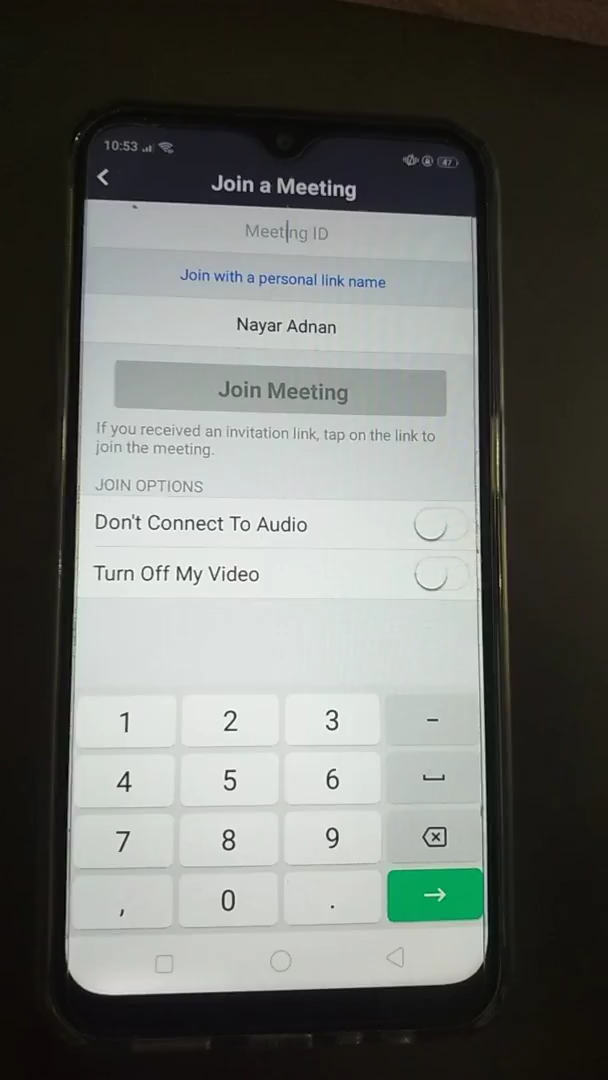 10:53
47
Join a Meeting
Meeting ID
Join with a personal link name
Nayar Adnan
Join Meeting
If you received an invitation link, tap on the link to
join the meeting.
JOIN OPTIONS
Don't Connect To Audio
Turn Off My Video
1 2 3 -
4 5 6
7 8 9
, 0 .